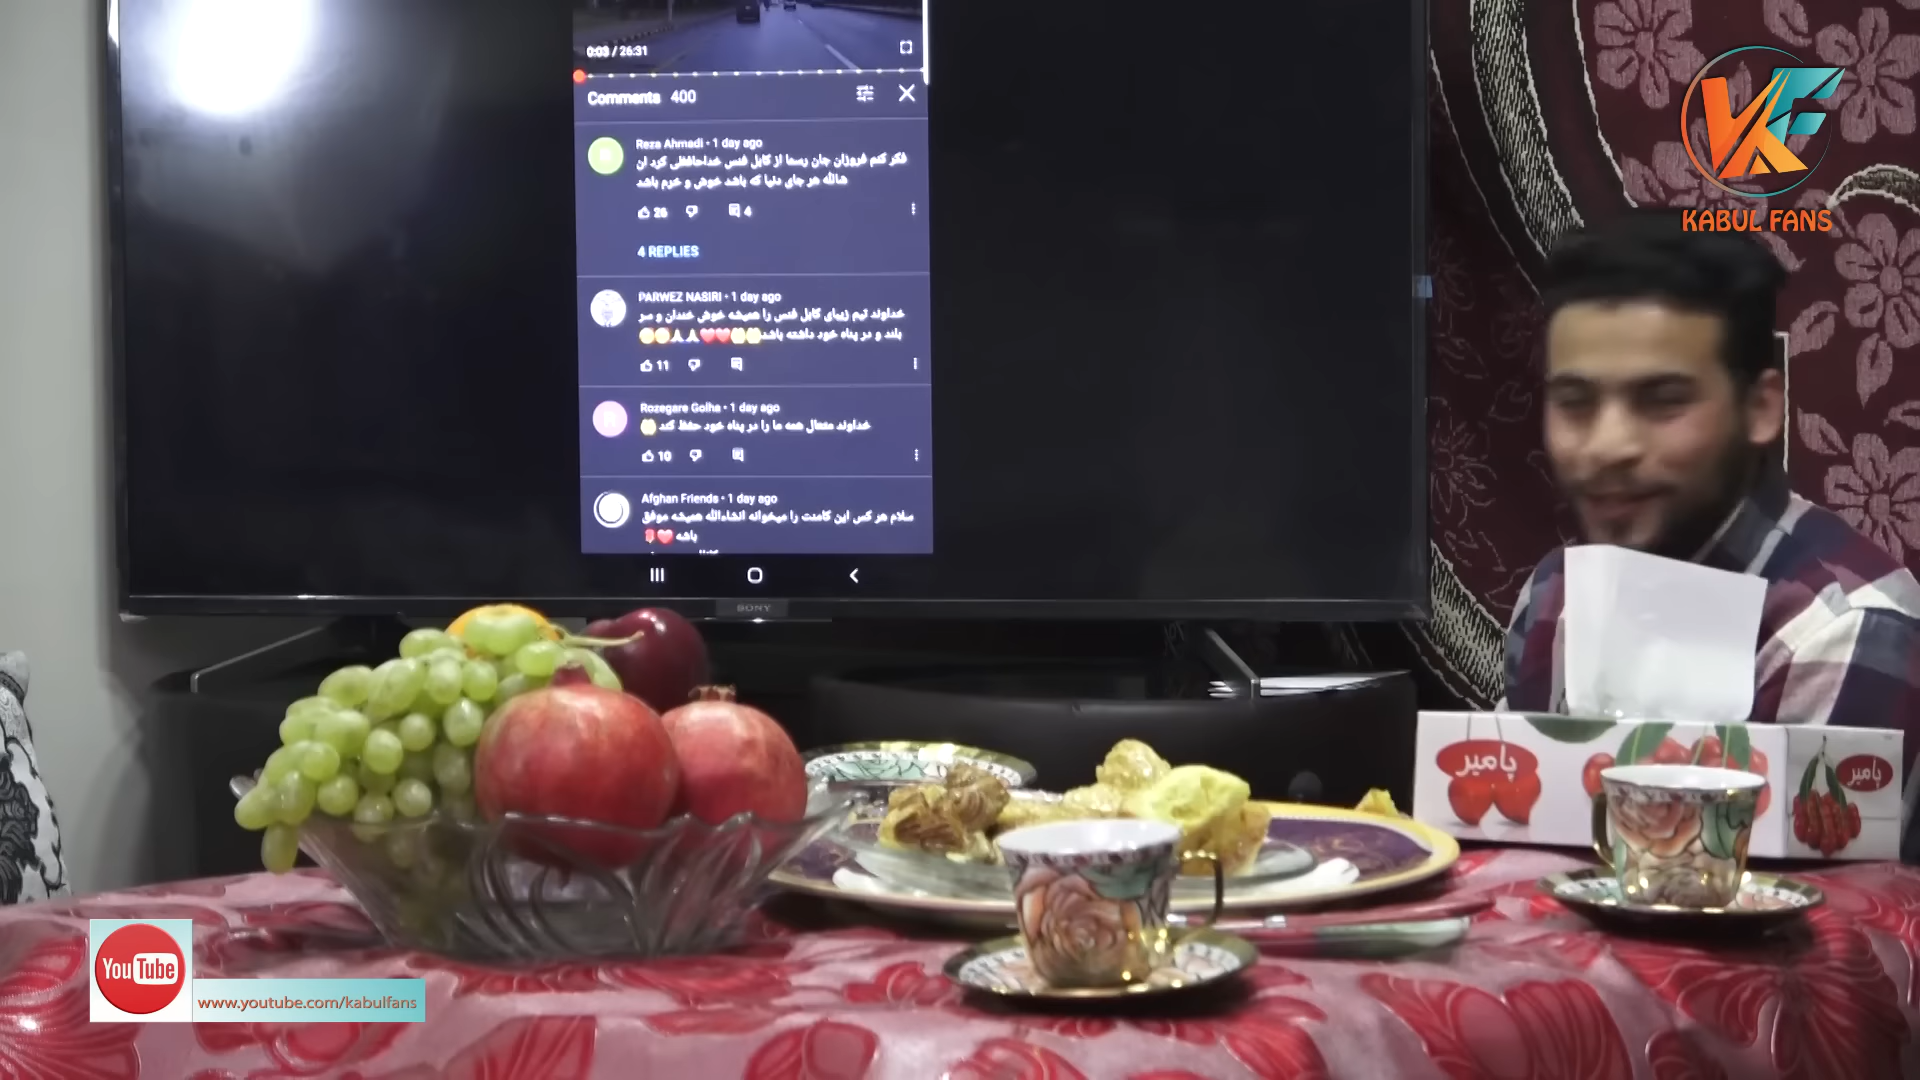 0:03 / 26:31
Comments 400
Reza Ahmadi • 1 day ago
فکر کنم فروزان جان رسما از کابل فنس خداحافظی کرد ان
شالله هر جای دنیا که باشد خوش و خرم باشد
26
4
4 REPLIES
PARWEZ NASIRI • 1 day ago
خداوند تیم زیبای کابل فنس را همیشه خوش خندان و سر
بلند و در پناه خود داشته باشد
11
Rozegare Golha • 1 day ago
خداوند متعال همه ما را در پناه خود حفظ کند
10
Afghan Friends • 1 day ago
سلام هر کس این کامنت را میخوانه انشاءالله همیشه موفق
باشه
SONY
KF
KABUL FANS
پامیر
پامیر
YouTube
www.youtube.com/kabulfans